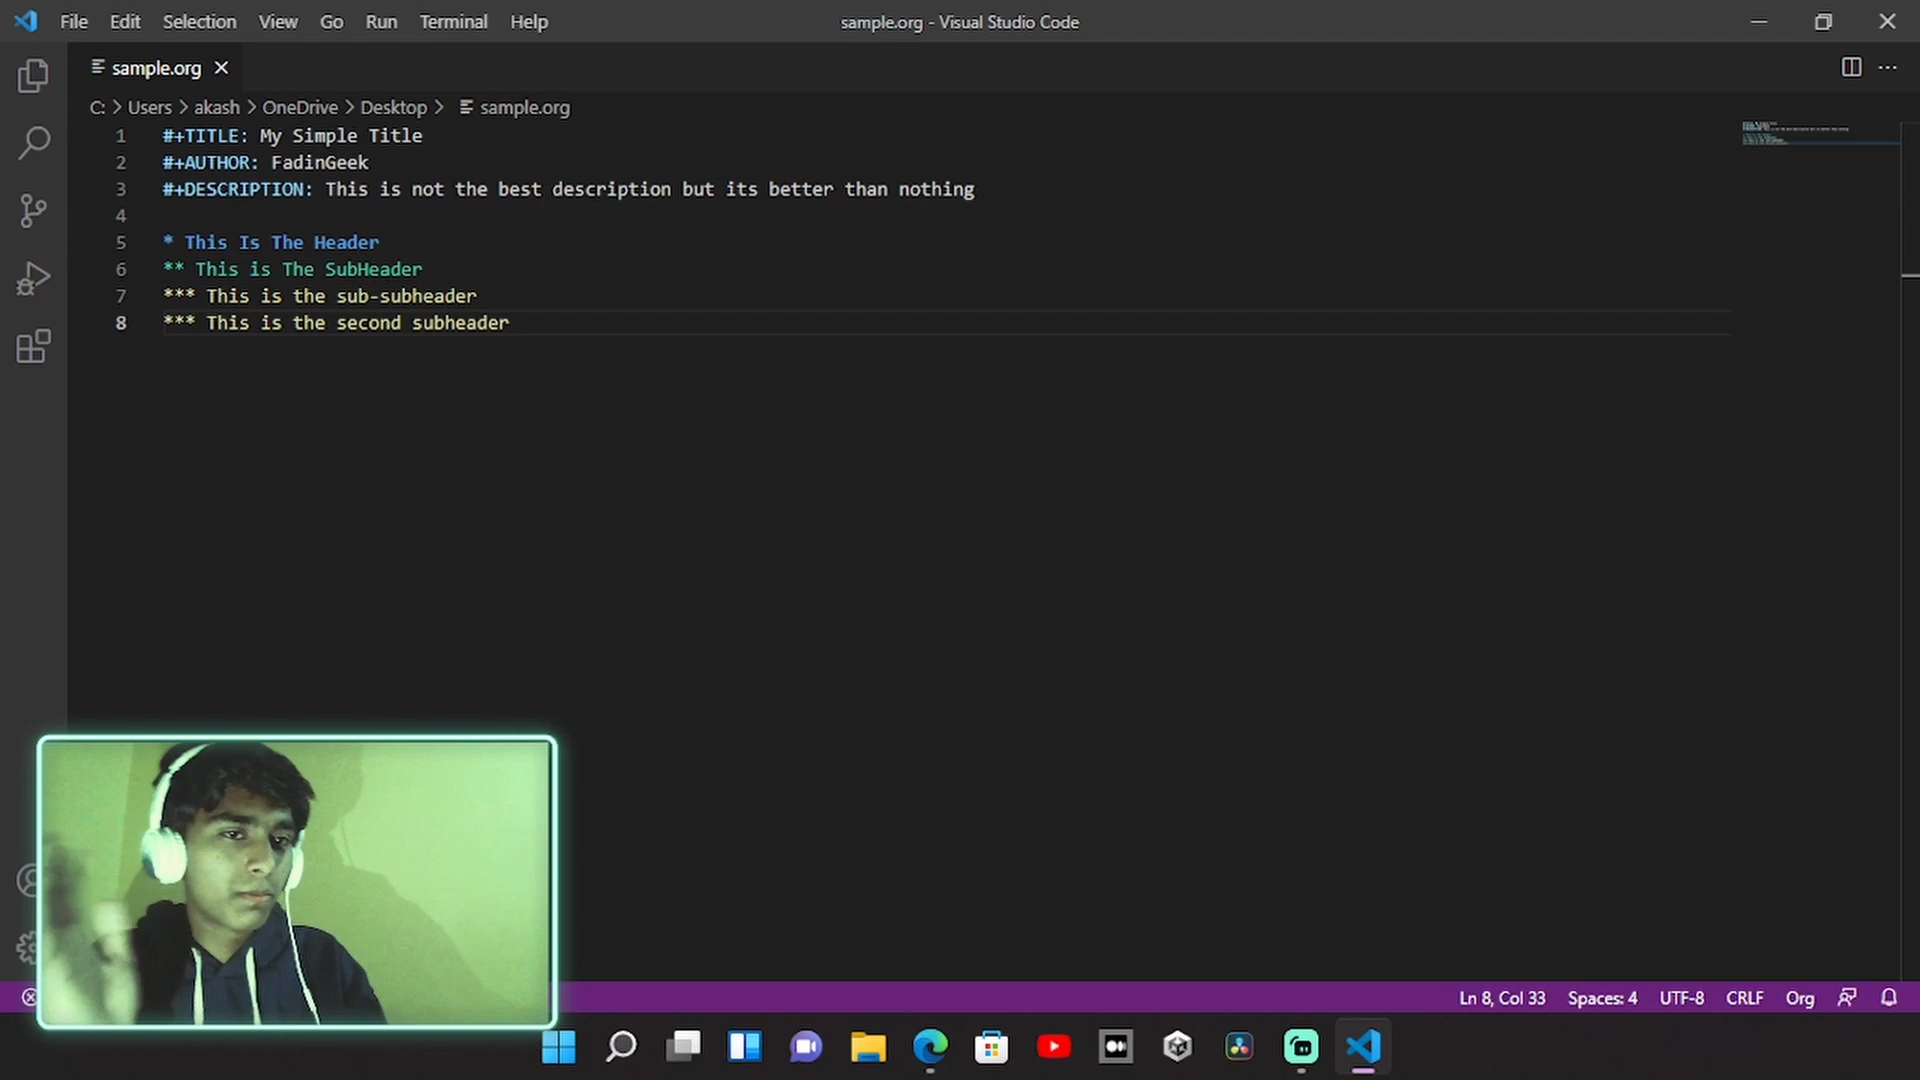 File Edit Selection View Go Run Terminal Help
sample.org - Visual Studio Code
sample.org
C: > Users > akash > OneDrive > Desktop > sample.org
1 #+TITLE: My Simple Title
2 #+AUTHOR: FadinGeek
3 #+DESCRIPTION: This is not the best description but its better than nothing
4
5 * This Is The Header
6 ** This is The SubHeader
7 *** This is the sub-subheader
8 *** This is the second subheader
Ln 8, Col 33 Spaces: 4 UTF-8 CRLF Org